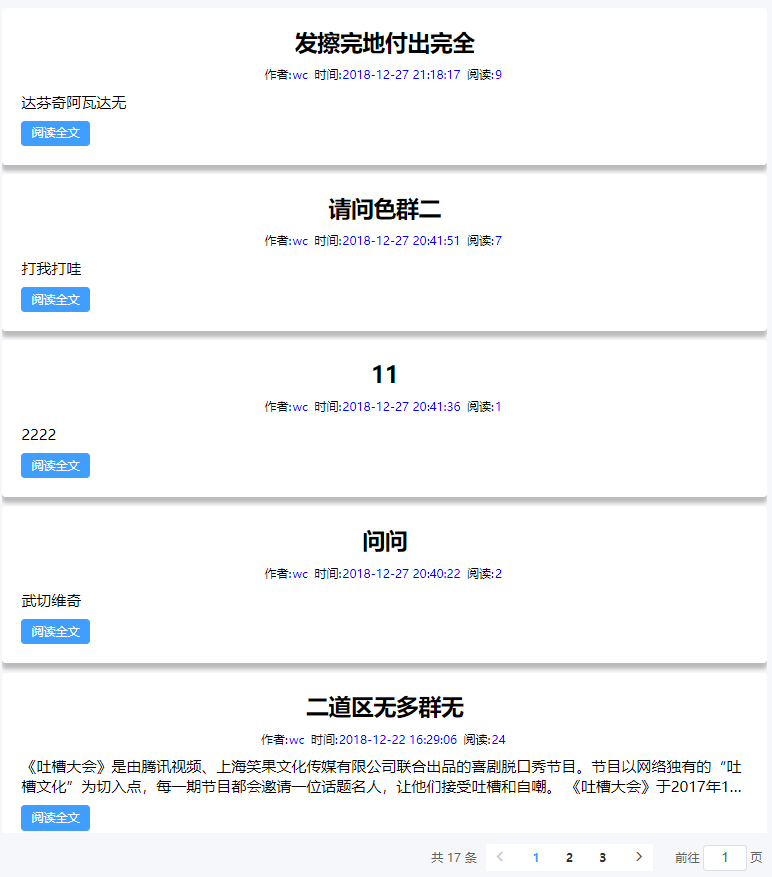 发擦完地付出完全
作者:wc 时间:2018-12-27 21:18:17 阅读:9
达芬奇阿瓦达无
阅读全文
请问色群二
作者:wc 时间:2018-12-27 20:41:51 阅读:7
打我打哇
阅读全文
11
作者:wc 时间:2018-12-27 20:41:36 阅读:1
2222
阅读全文
问问
作者:wc 时间:2018-12-27 20:40:22 阅读:2
武切维奇
阅读全文
二道区无多群无
作者:wc 时间:2018-12-22 16:29:06 阅读:24
《吐槽大会》是由腾讯视频、上海笑果文化传媒有限公司联合出品的喜剧脱口秀节目。节目以网络独有的“吐
槽文化”为切入点，每一期节目都会邀请一位话题名人，让他们接受吐槽和自嘲。 《吐槽大会》于2017年1...
阅读全文
共 17 条 < 1 2 3 > 前往 1 页